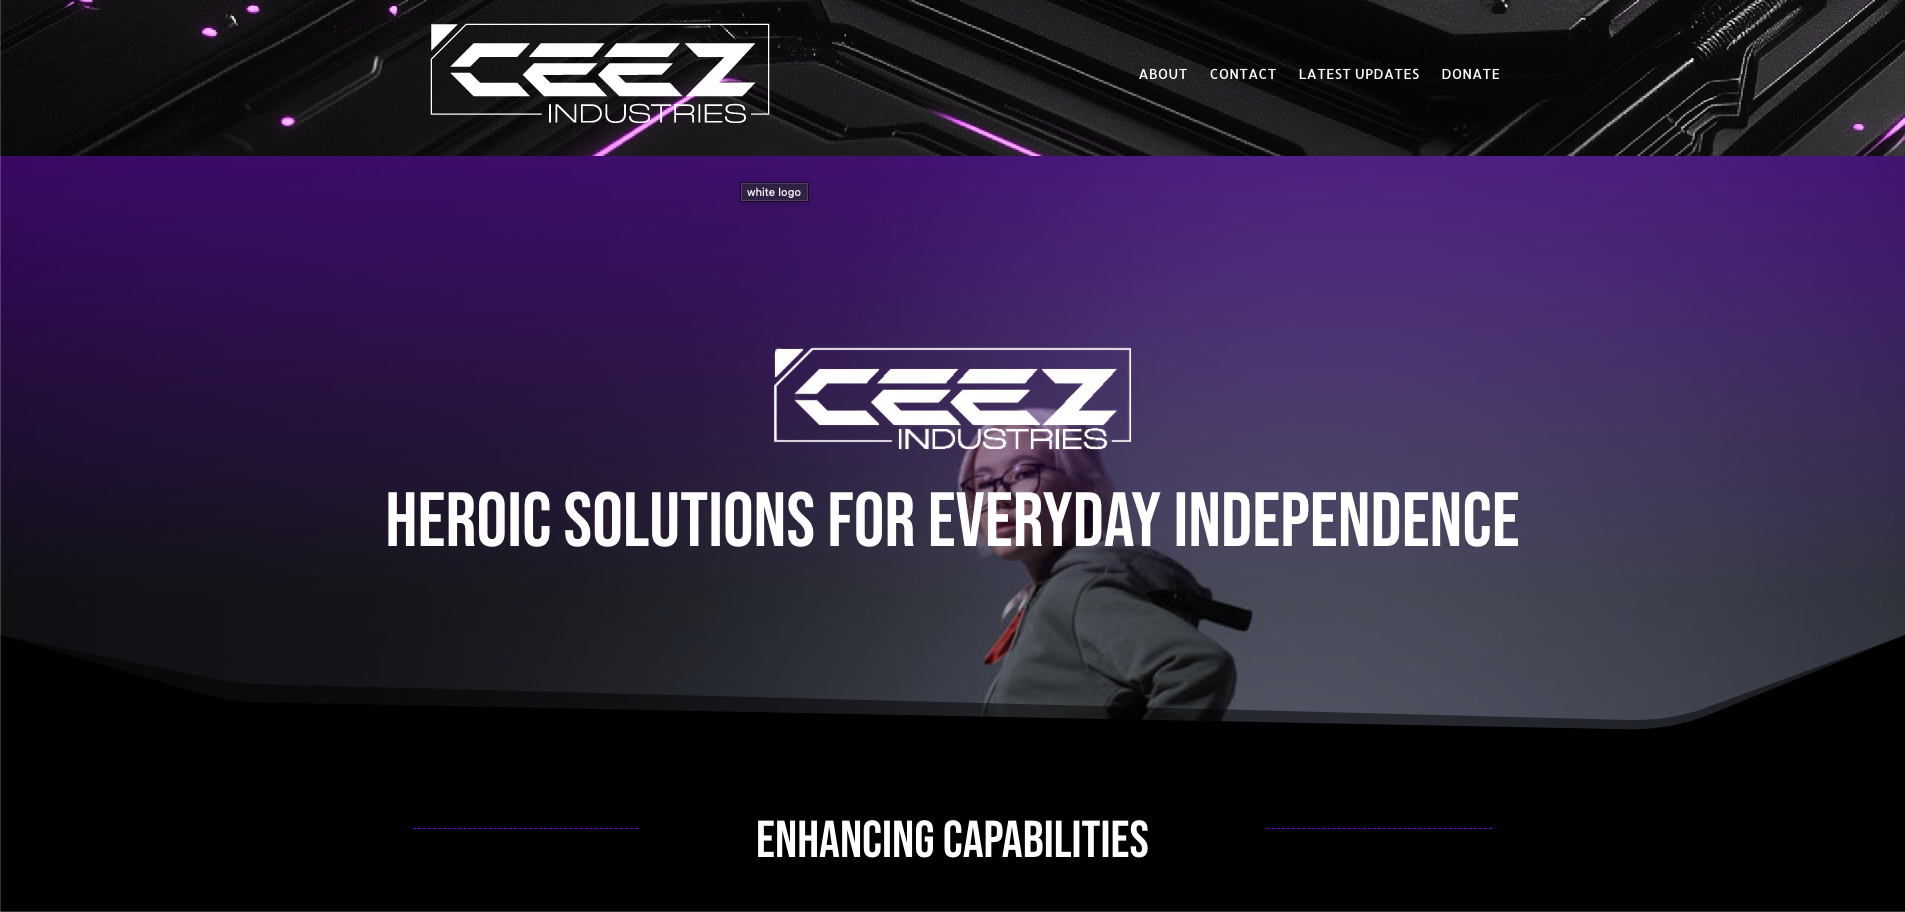 CEEZ
INDUSTRIES
ABOUT CONTACT LATEST UPDATES DONATE
white logo
CEEZ
INDUSTRIES
HEROIC SOLUTIONS FOR EVERYDAY INDEPENDENCE
ENHANCING CAPABILITIES